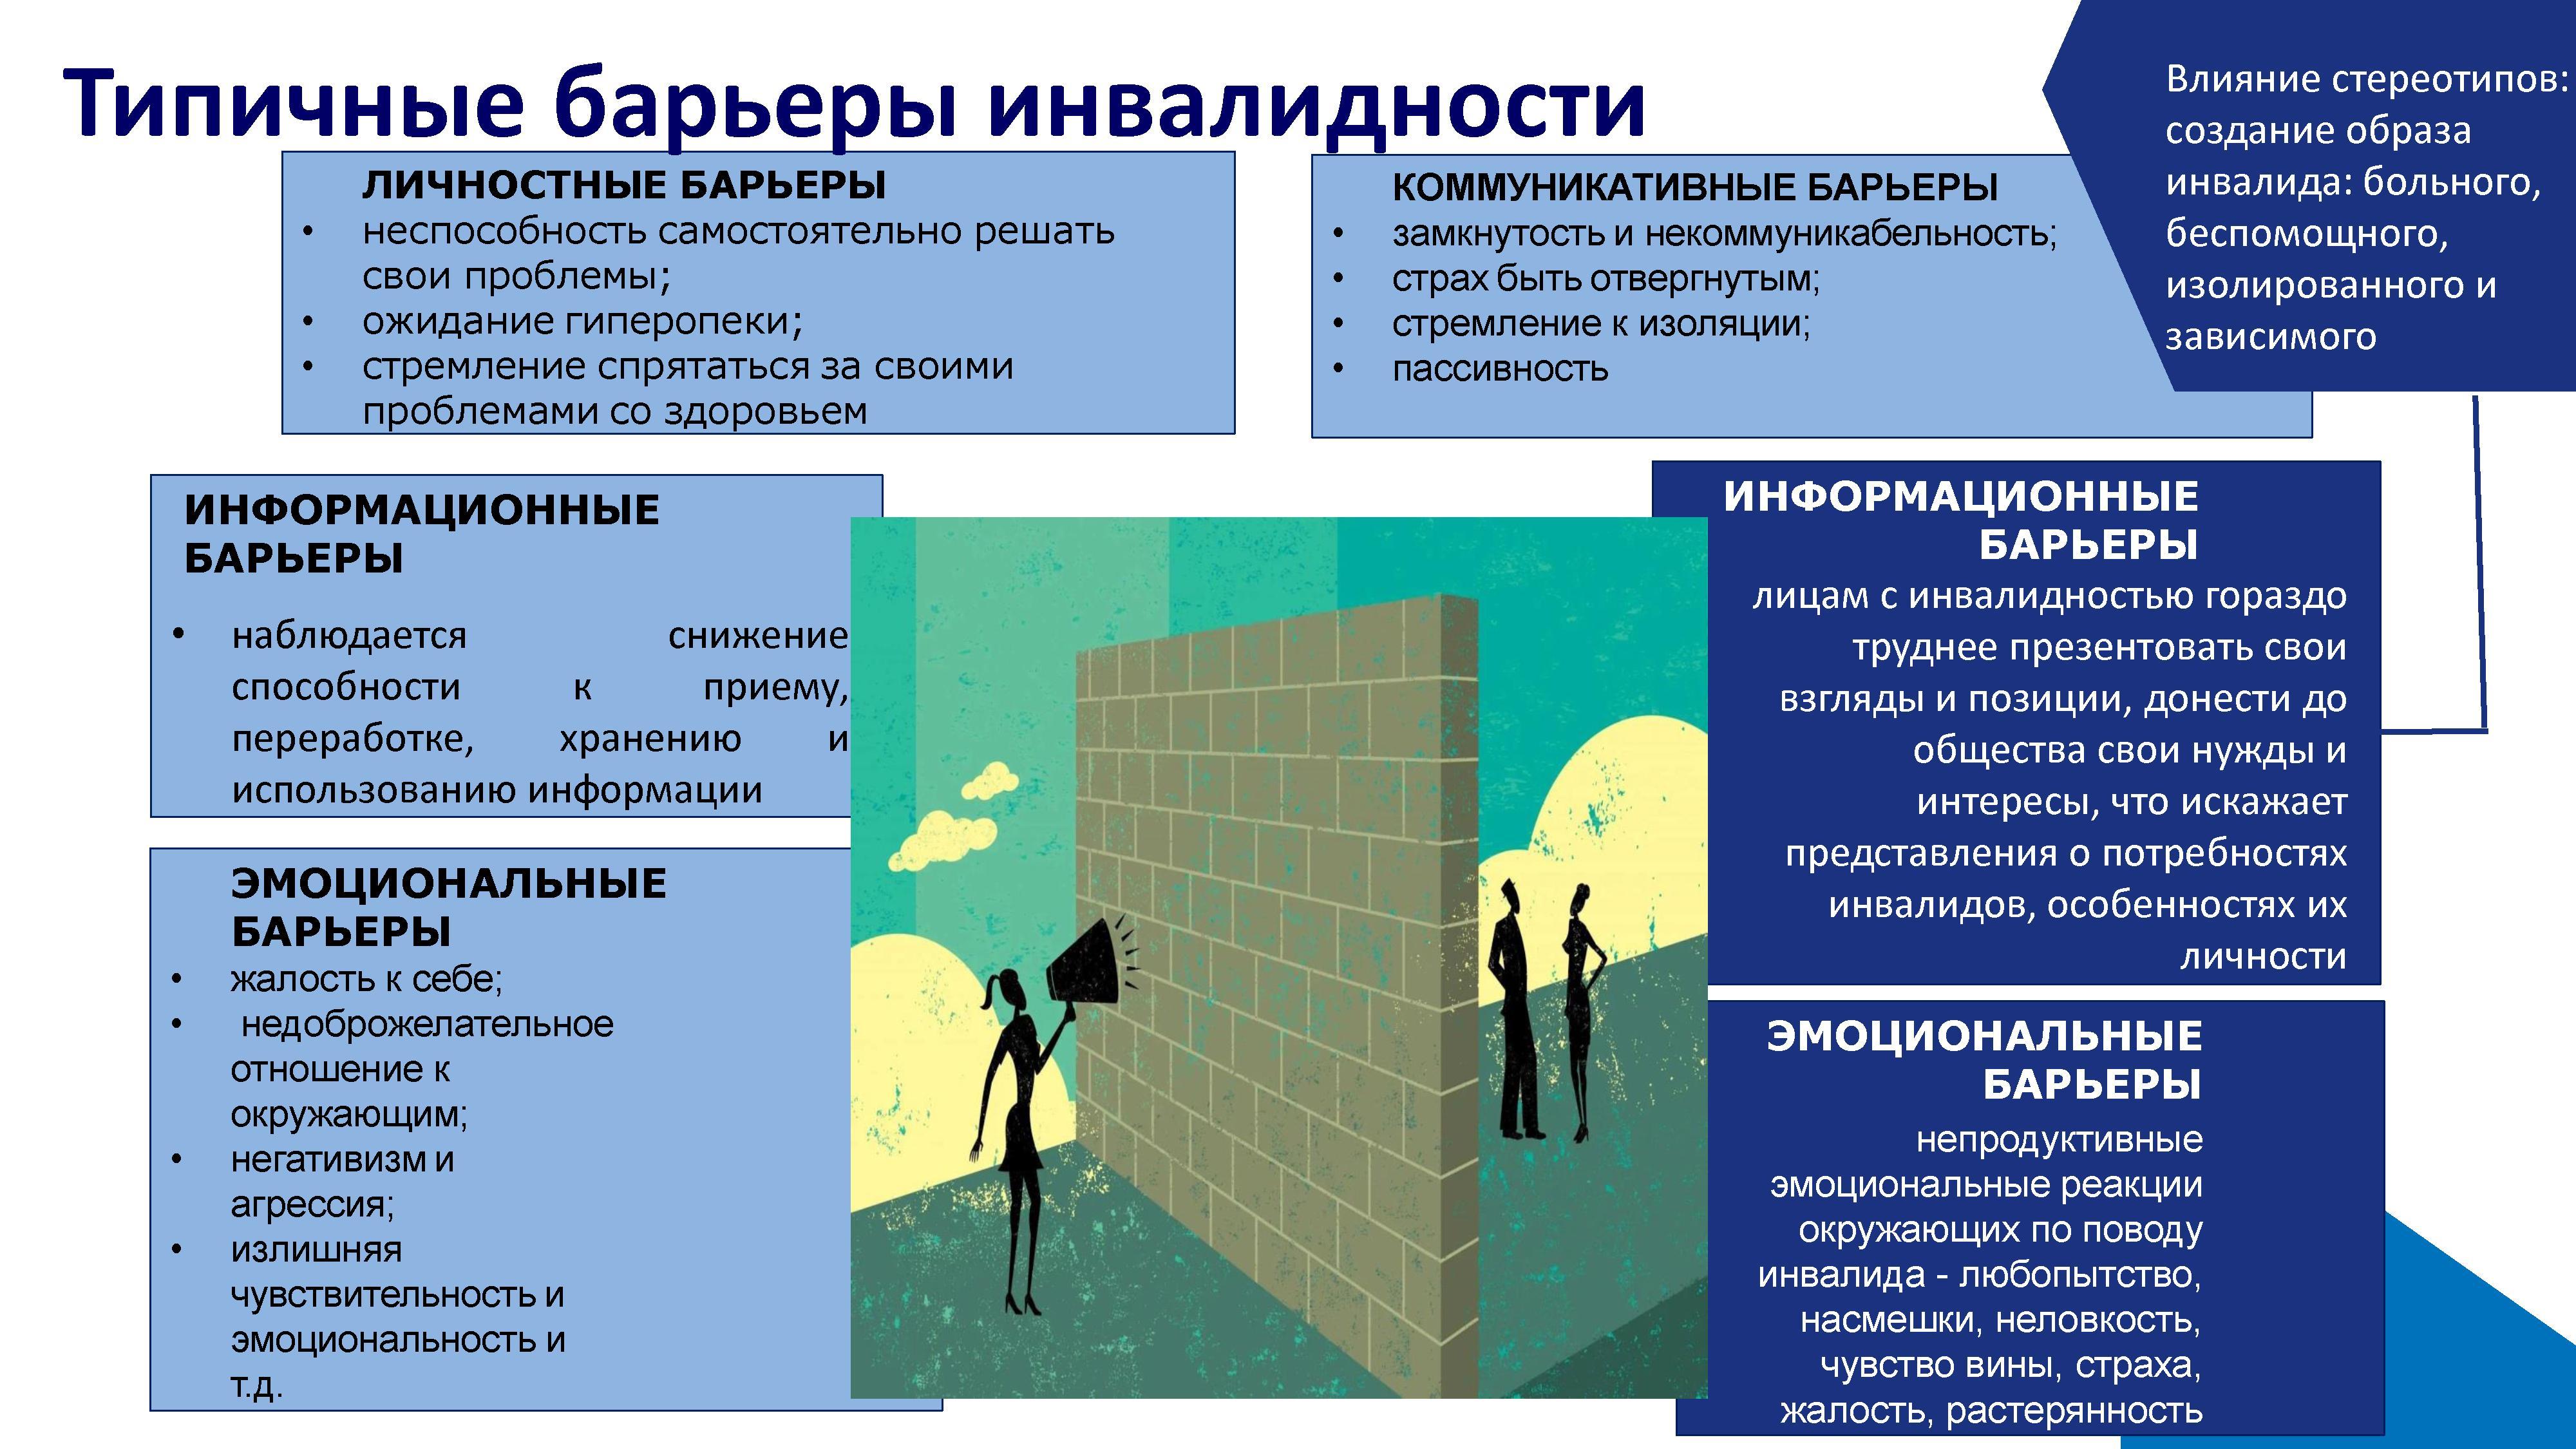 Типичные барьеры инвалидности
ЛИЧНОСТНЫЕ БАРЬЕРЫ
• неспособность самостоятельно решать
свои проблемы;
• ожидание гиперопеки;
• стремление спрятаться за своими
проблемами со здоровьем
КОММУНИКАТИВНЫЕ БАРЬЕРЫ
• замкнутость и некоммуникабельность;
• страх быть отвергнутым;
• стремление к изоляции;
• пассивность
Влияние стереотипов:
создание образа
инвалида: больного,
беспомощного,
изолированного и
зависимого
ИНФОРМАЦИОННЫЕ
БАРЬЕРЫ
• наблюдается снижение
способности к приему,
переработке, хранению и
использованию информации
ИНФОРМАЦИОННЫЕ
БАРЬЕРЫ
лицам с инвалидностью гораздо
труднее презентовать свои
взгляды и позиции, донести до
общества свои нужды и
интересы, что искажает
представления о потребностях
инвалидов, особенностях их
личности
ЭМОЦИОНАЛЬНЫЕ
БАРЬЕРЫ
• жалость к себе;
• недоброжелательное
отношение к
окружающим;
• негативизм и
агрессия;
• излишняя
чувствительность и
эмоциональность и
т.д.
ЭМОЦИОНАЛЬНЫЕ
БАРЬЕРЫ
непродуктивные
эмоциональные реакции
окружающих по поводу
инвалида - любопытство,
насмешки, неловкость,
чувство вины, страха,
жалость, растерянность